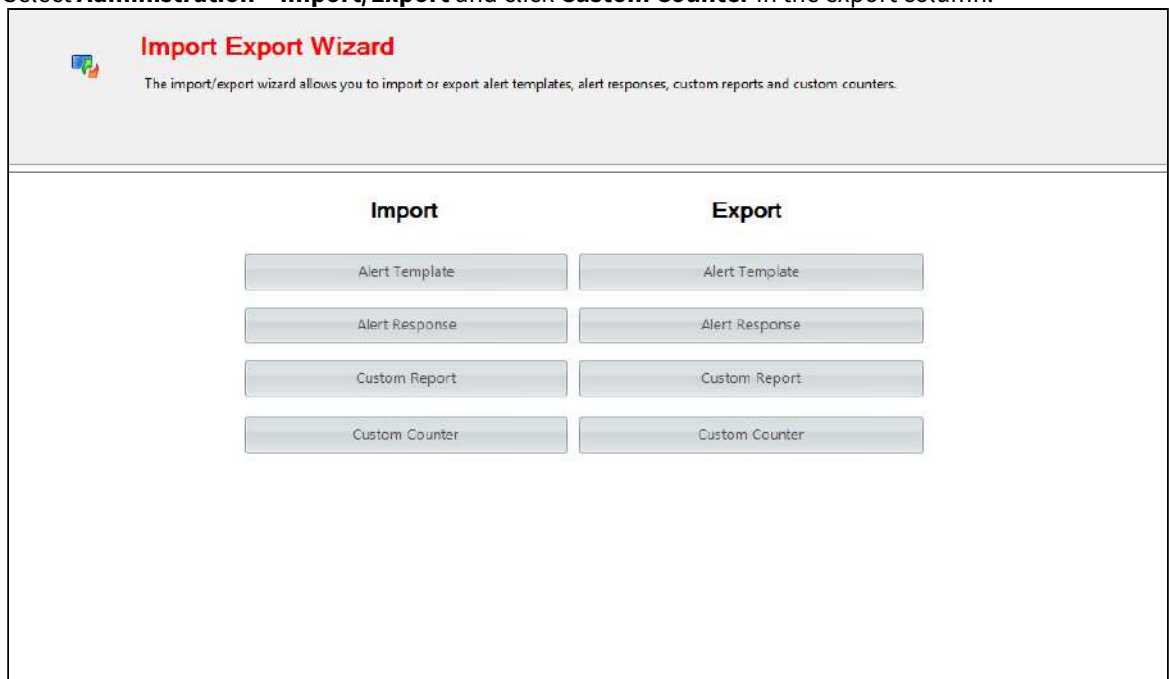 Select Administration – Import/Export and click Custom Counter in the export column.
Import Export Wizard
The import/export wizard allows you to import or export alert templates, alert responses, custom reports and custom counters.
Import Export
Alert Template Alert Template
Alert Response Alert Response
Custom Report Custom Report
Custom Counter Custom Counter